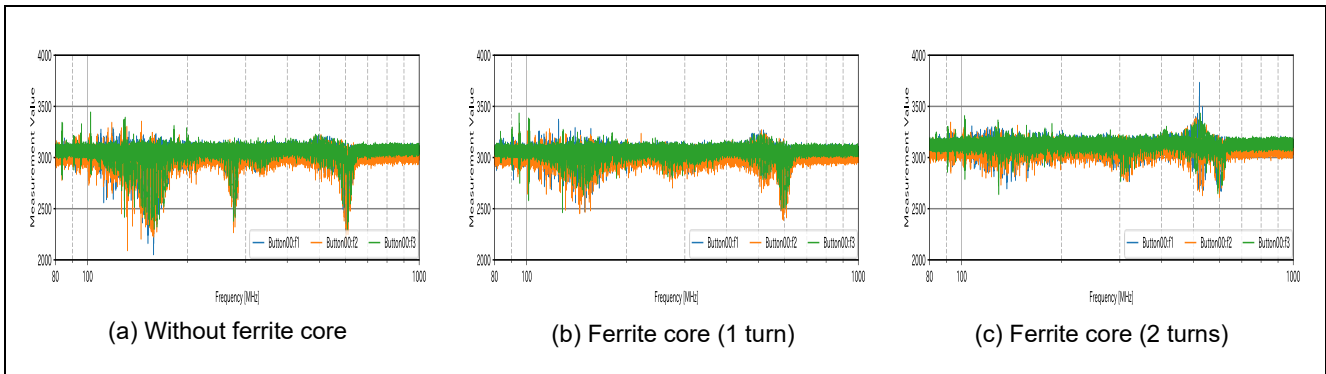 4000
3500
3000
2500
2000
Measurement Value
Button00:f1 Button00:f2 Button00:f3
80 100 1000
Frequency [MHz]
(a) Without ferrite core
4000
3500
3000
2500
2000
Measurement Value
Button00:f1 Button00:f2 Button00:f3
80 100 1000
Frequency [MHz]
(b) Ferrite core (1 turn)
4000
3500
3000
2500
2000
Measurement Value
Button00:f1 Button00:f2 Button00:f3
80 100 1000
Frequency [MHz]
(c) Ferrite core (2 turns)